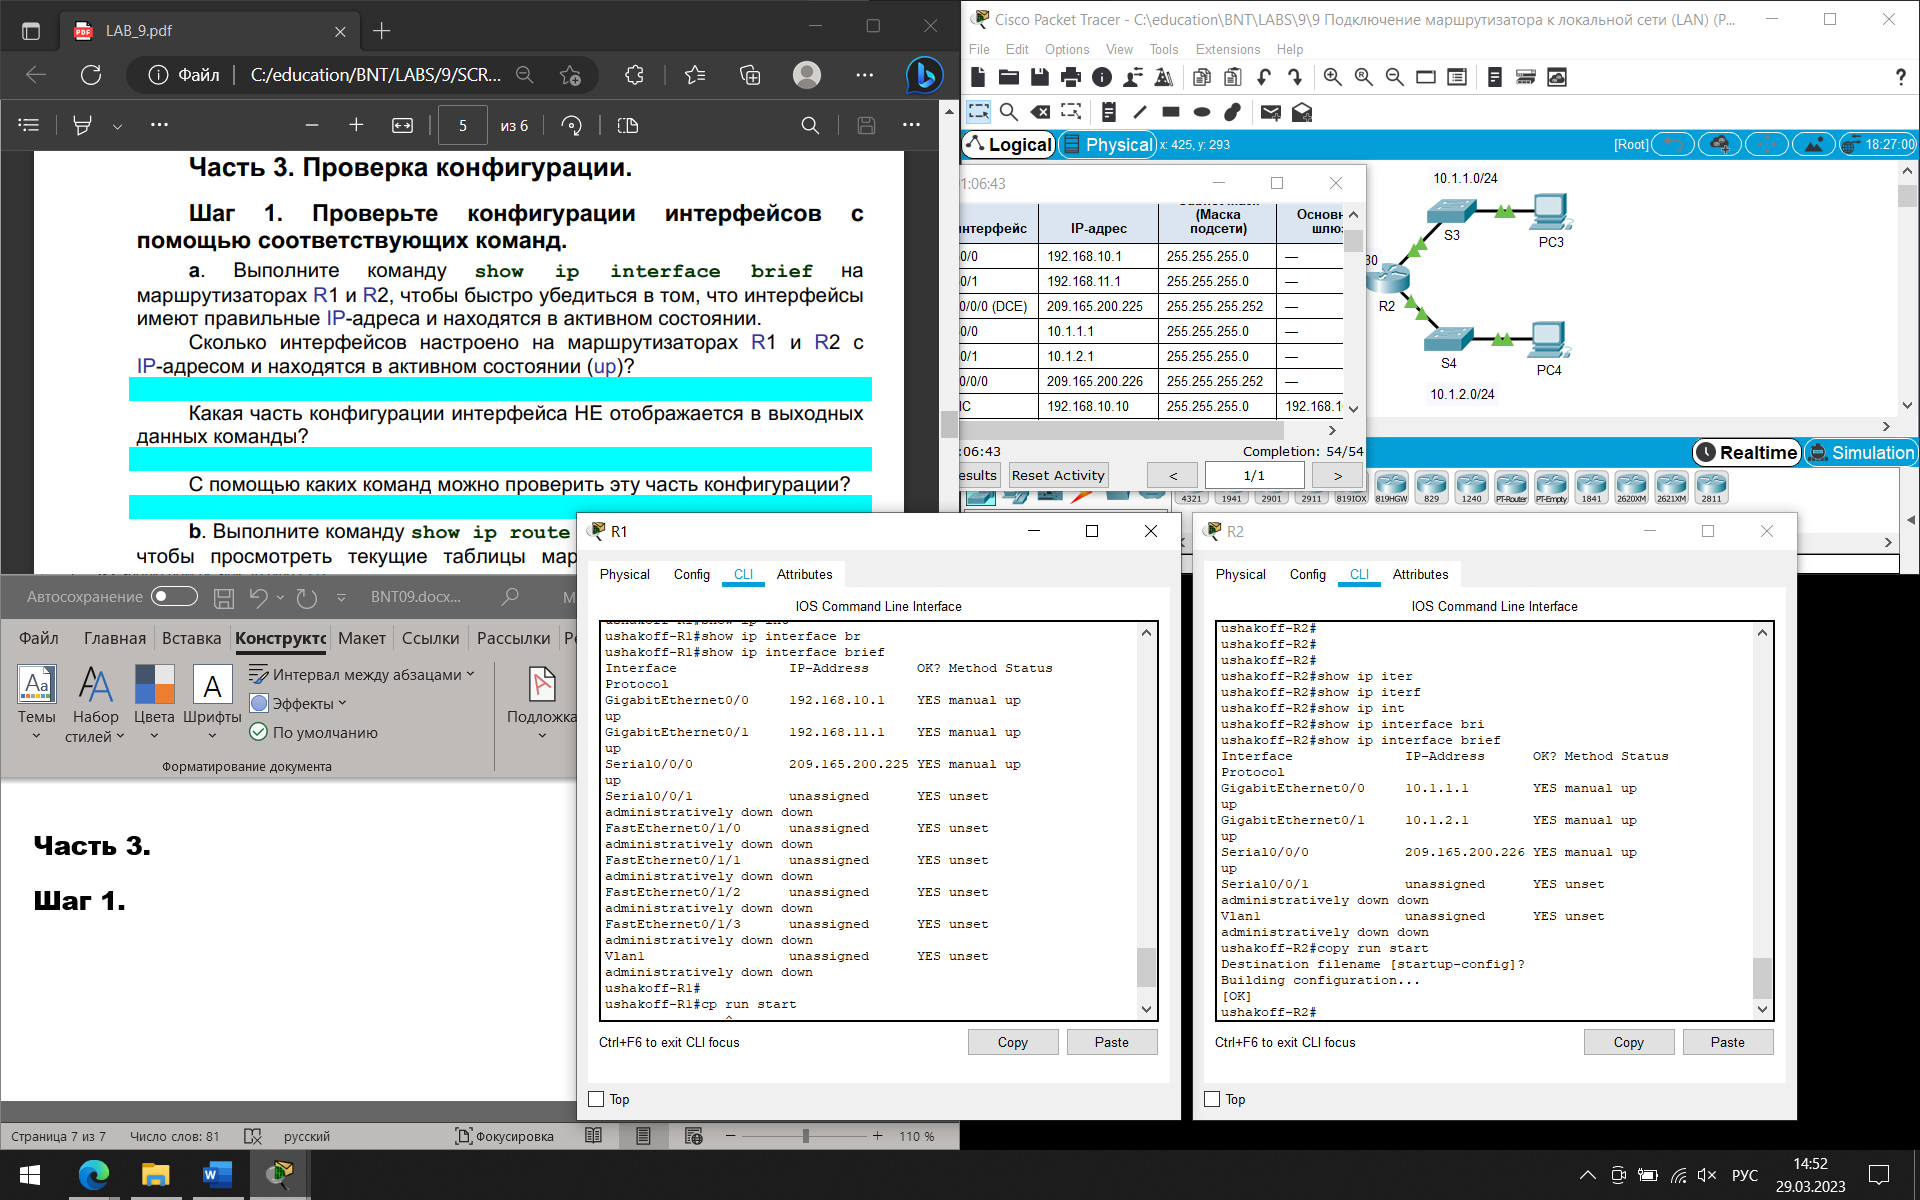 LAB_9.pdf
Файл
C:/education/BNT/LABS/9/SCR...
5
из 6
Часть 3. Проверка конфигурации.
Шаг 1. Проверьте конфигурации интерфейсов с
помощью соответствующих команд.
a. Выполните команду show ip interface brief на
маршрутизаторах R1 и R2, чтобы быстро убедиться в том, что интерфейсы
имеют правильные IP-адреса и находятся в активном состоянии.
Сколько интерфейсов настроено на маршрутизаторах R1 и R2 с
IP-адресом и находятся в активном состоянии (up)?
Какая часть конфигурации интерфейса НЕ отображается в выходных
данных команды?
С помощью каких команд можно проверить эту часть конфигурации?
b. Выполните команду show ip route
чтобы просмотреть текущие таблицы мар
Cisco Packet Tracer - C:\education\BNT\LABS\9\9 Подключение маршрутизатора к локальной сети (LAN) (P...
File Edit Options View Tools Extensions Help
Logical
Physical
x: 425, y: 293
[Root]
18:27:00
1:06:43
(Маска
Основн
нтерфейс
IP-адрес
подсети)
шлю
0/0 192.168.10.1 255.255.255.0 —
0/1 192.168.11.1 255.255.255.0 —
0/0/0 (DCE) 209.165.200.225 255.255.255.252 —
0/0 10.1.1.1 255.255.255.0 —
0/1 10.1.2.1 255.255.255.0 —
0/0/0 209.165.200.226 255.255.255.252 —
IC 192.168.10.10 255.255.255.0 192.168.1
:06:43
Completion: 54/54
esults
Reset Activity
<
1/1
>
10.1.1.0/24
S3
PC3
30
R2
S4
PC4
10.1.2.0/24
Realtime
Simulation
4321 1941 2901 2911 819IOX 819HGW 829 1240 PT-Router PT-Empty 1841 2620XM 2621XM 2811
Автосохранение
BNT09.docx...
Файл Главная Вставка Конструктс Макет Ссылки Рассылки Ре
Темы
Набор
стилей
Цвета
Шрифты
Интервал между абзацами
Эффекты
По умолчанию
Подложка
Форматирование документа
Часть 3.
Шаг 1.
Страница 7 из 7
Число слов: 81
русский
Фокусировка
110 %
R1
Physical Config CLI Attributes
IOS Command Line Interface
ushakoff-R1#show ip int
ushakoff-R1#show ip interface br
ushakoff-R1#show ip interface brief
Interface IP-Address OK? Method Status
Protocol
GigabitEthernet0/0 192.168.10.1 YES manual up
up
GigabitEthernet0/1 192.168.11.1 YES manual up
up
Serial0/0/0 209.165.200.225 YES manual up
up
Serial0/0/1 unassigned YES unset
administratively down down
FastEthernet0/1/0 unassigned YES unset
administratively down down
FastEthernet0/1/1 unassigned YES unset
administratively down down
FastEthernet0/1/2 unassigned YES unset
administratively down down
FastEthernet0/1/3 unassigned YES unset
administratively down down
Vlan1 unassigned YES unset
administratively down down
ushakoff-R1#
ushakoff-R1#cp run start
^
Ctrl+F6 to exit CLI focus
Copy
Paste
Top
R2
Physical Config CLI Attributes
IOS Command Line Interface
ushakoff-R2#
ushakoff-R2#
ushakoff-R2#
ushakoff-R2#show ip iter
ushakoff-R2#show ip iterf
ushakoff-R2#show ip int
ushakoff-R2#show ip interface bri
ushakoff-R2#show ip interface brief
Interface IP-Address OK? Method Status
Protocol
GigabitEthernet0/0 10.1.1.1 YES manual up
up
GigabitEthernet0/1 10.1.2.1 YES manual up
up
Serial0/0/0 209.165.200.226 YES manual up
up
Serial0/0/1 unassigned YES unset
administratively down down
Vlan1 unassigned YES unset
administratively down down
ushakoff-R2#copy run start
Destination filename [startup-config]?
Building configuration...
[OK]
ushakoff-R2#
Ctrl+F6 to exit CLI focus
Copy
Paste
Top
РУС
14:52
29.03.2023